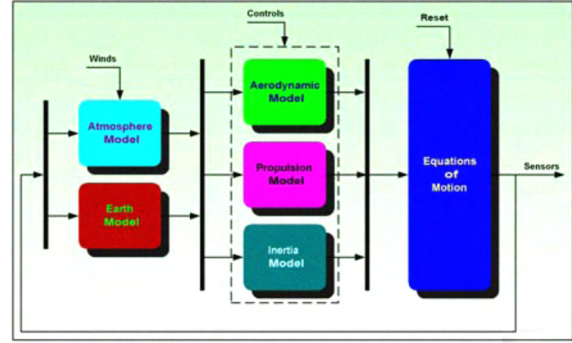 Controls
Reset
Winds
Aerodynamic
Model
Atmosphere
Model
Propulsion
Model
Equations
of
Motion
Sensors
Earth
Model
Inertia
Model